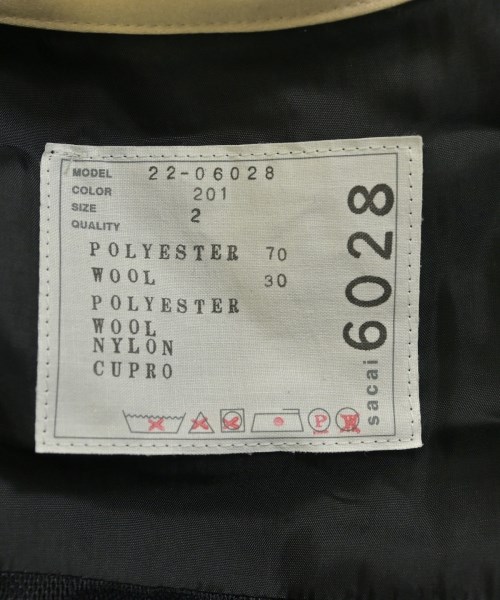 MODEL 22-06028
COLOR 201
SIZE 2
QUALITY
POLYESTER 70
WOOL 30
POLYESTER
WOOL
NYLON
CUPRO
P W
sacai 6028